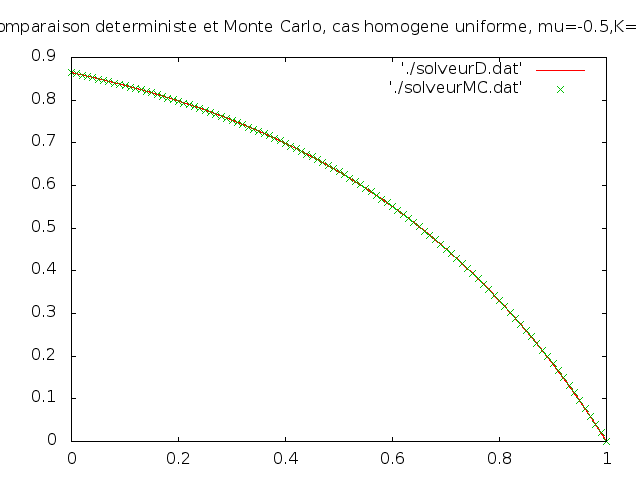 omparaison deterministe et Monte Carlo, cas homogene uniforme, mu=-0.5,K=
'./solveurD.dat'
'./solveurMC.dat'
0.9
0.8
0.7
0.6
0.5
0.4
0.3
0.2
0.1
0
0 0.2 0.4 0.6 0.8 1